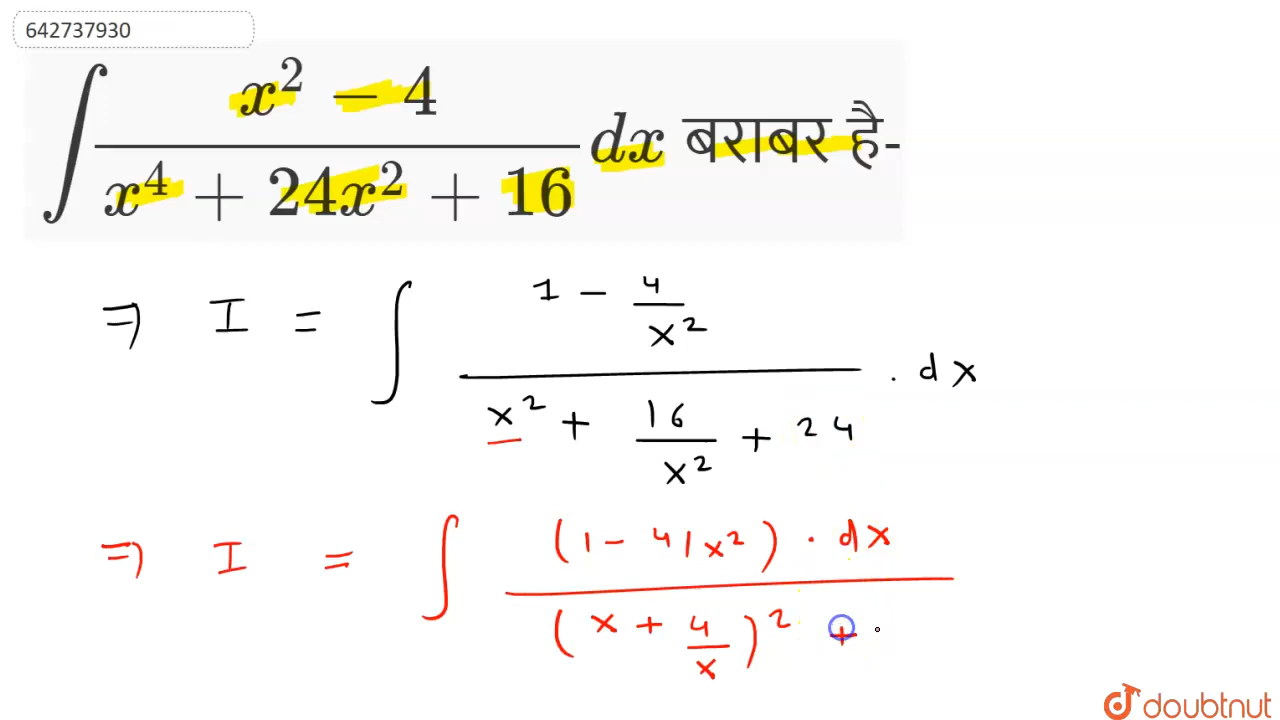 642737930
∫ (x² − 4)/(x⁴ + 24x² + 16) dx बराबर है-
⇒ I = ∫ (1 − 4/x²)/(x² + 16/x² + 24) . dx
⇒ I = ∫ (1 − 4/x²) · dx/(x + 4/x)² +
doubtnut